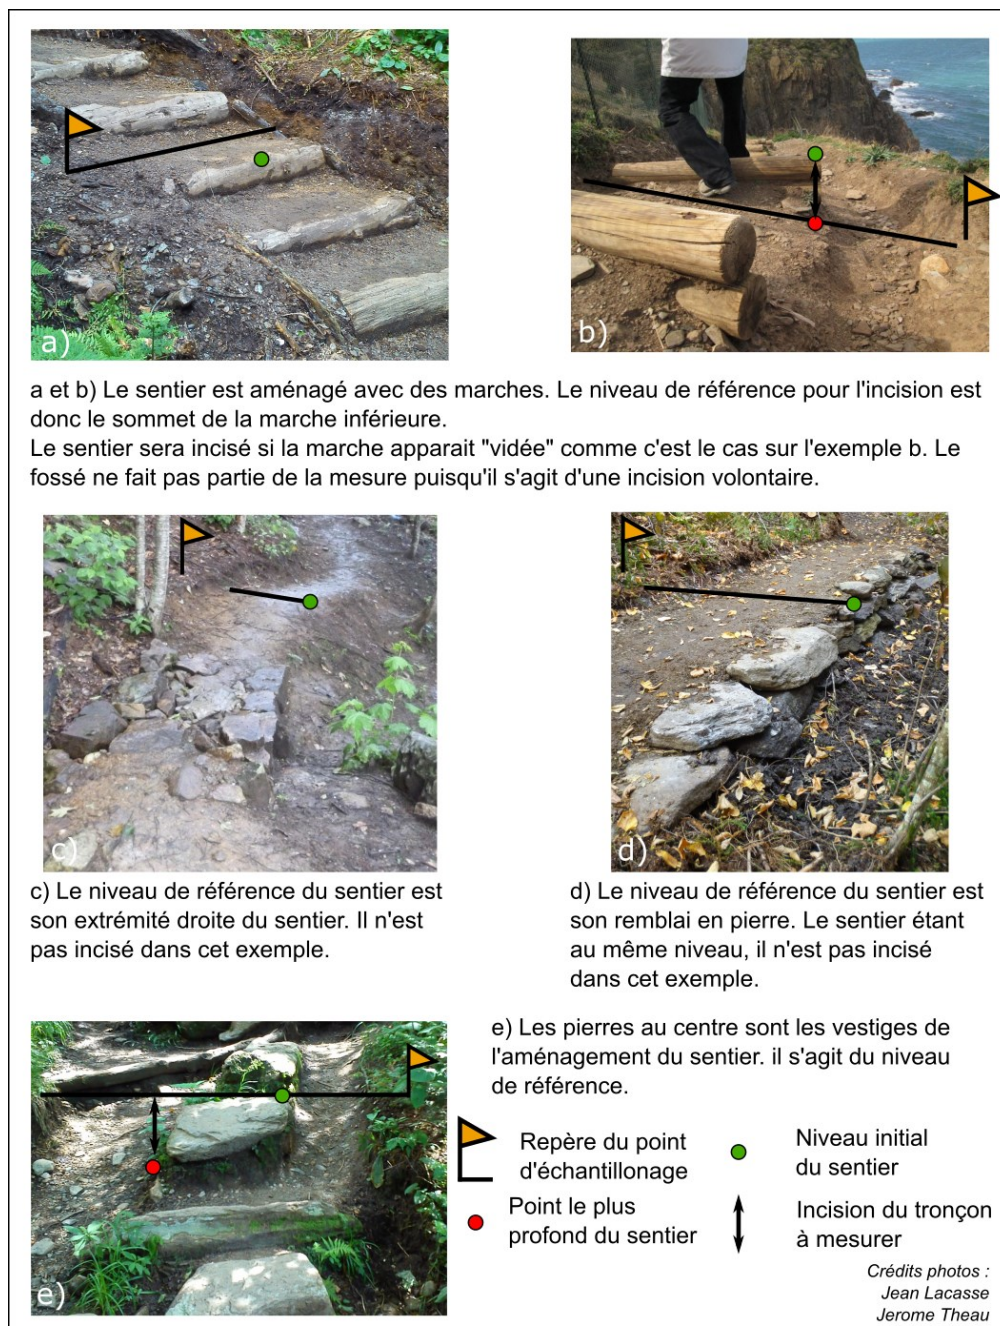 a)
b)
a et b) Le sentier est aménagé avec des marches. Le niveau de référence pour l'incision est
donc le sommet de la marche inférieure.
Le sentier sera incisé si la marche apparait "vidée" comme c'est le cas sur l'exemple b. Le
fossé ne fait pas partie de la mesure puisqu'il s'agit d'une incision volontaire.
c)
d)
c) Le niveau de référence du sentier est
son extrémité droite du sentier. Il n'est
pas incisé dans cet exemple.
d) Le niveau de référence du sentier est
son remblai en pierre. Le sentier étant
au même niveau, il n'est pas incisé
dans cet exemple.
e)
e) Les pierres au centre sont les vestiges de
l'aménagement du sentier. il s'agit du niveau
de référence.
Repère du point
d'échantillonage
Niveau initial
du sentier
Point le plus
profond du sentier
Incision du tronçon
à mesurer
Crédits photos :
Jean Lacasse
Jerome Theau